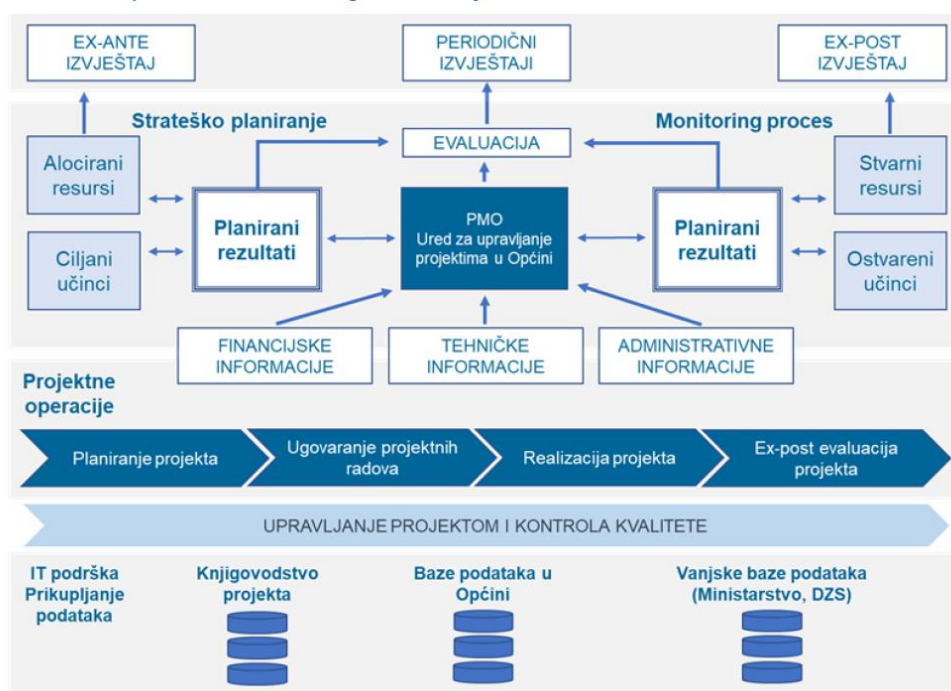 EX-ANTE
IZVJEŠTAJ
PERIODIČNI
IZVJEŠTAJI
EX-POST
IZVJEŠTAJ
Strateško planiranje
Monitoring proces
EVALUACIJA
Alocirani
resursi
Stvarni
resursi
Planirani
rezultati
PMO
Ured za upravljanje
projektima u Općini
Planirani
rezultati
Ciljani
učinci
Ostvareni
učinci
FINANCIJSKE
INFORMACIJE
TEHNIČKE
INFORMACIJE
ADMINISTRATIVNE
INFORMACIJE
Projektne
operacije
Planiranje projekta
Ugovaranje projektnih
radova
Realizacija projekta
Ex-post evaluacija
projekta
UPRAVLJANJE PROJEKTOM I KONTROLA KVALITETE
IT podrška
Prikupljanje
podataka
Knjigovodstvo
projekta
Baze podataka u
Općini
Vanjske baze podataka
(Ministarstvo, DZS)